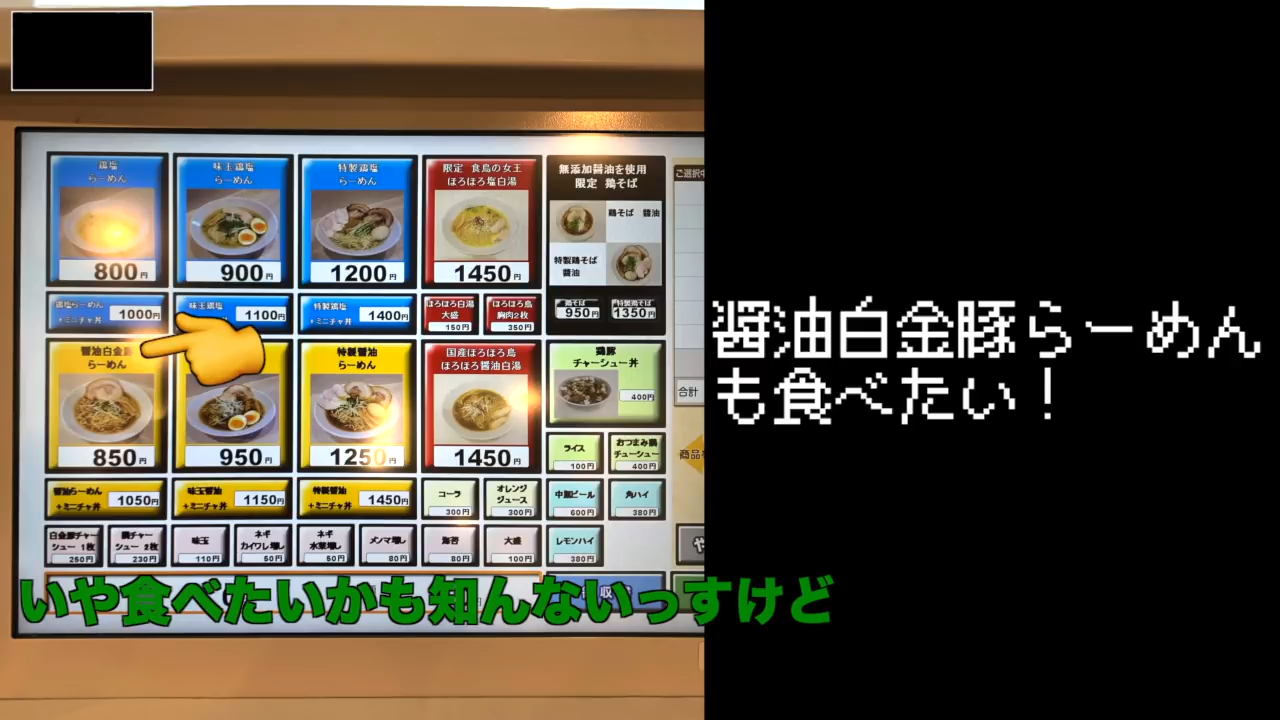 鶏塩
らーめん
800円
味玉鶏塩
らーめん
900円
特製鶏塩
らーめん
1200円
限定 食鳥の女王
ほろほろ塩白湯
1450円
無添加醤油を使用
限定 鶏そば
鶏そば 醤油
特製鶏そば
醤油
鶏そば
950円
特製鶏そば
1350円
ご選択中
鶏塩らーめん
+ミニチャ丼
1000円
味玉鶏塩
1100円
特製鶏塩
+ミニチャ丼
1400円
ほろほろ白湯
大盛
150円
ほろほろ鳥
胸肉2枚
350円
醤油白金豚
らーめん
850円
950円
特製醤油
らーめん
1250円
国産ほろほろ鳥
ほろほろ醤油白湯
1450円
鶏豚
チャーシュー丼
400円
合計
ライス
100円
おつまみ鶏
チューシュー
400円
商品を
醤油らーめん
+ミニチャ丼
1050円
味玉醤油
+ミニチャ丼
1150円
特製醤油
+ミニチャ丼
1450円
コーラ
300円
オレンジ
ジュース
300円
中瓶ビール
600円
角ハイ
380円
白金豚チャー
シュー 1枚
250円
鶏チャー
シュー 2枚
230円
味玉
110円
ネギ
カイワレ増し
50円
ネギ
水菜増し
50円
メンマ増し
80円
海苔
80円
大盛
100円
レモンハイ
380円
や
醤油白金豚らーめん
も食べたい！
いや食べたいかも知んないっすけど